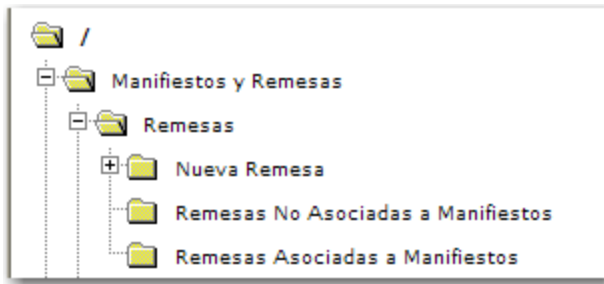 /
Manifiestos y Remesas
Remesas
Nueva Remesa
Remesas No Asociadas a Manifiestos
Remesas Asociadas a Manifiestos